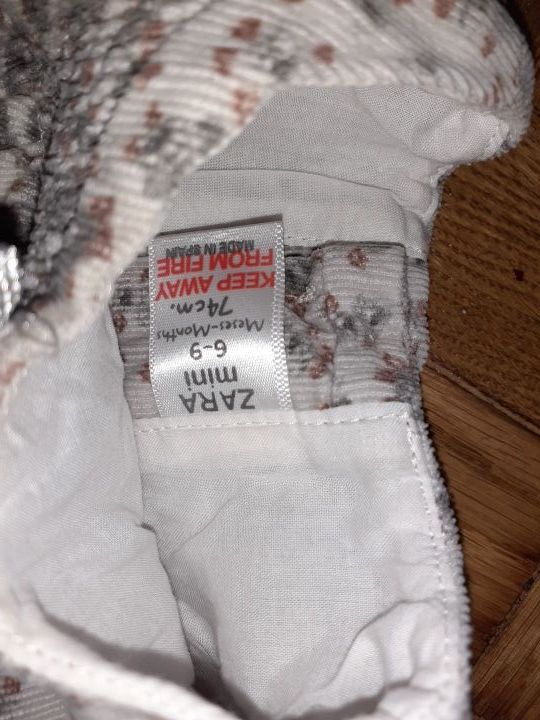 ZARA
mini
6-9
Meses-Months
74cm.
KEEP AWAY
FROM FIRE
MADE IN SPAIN